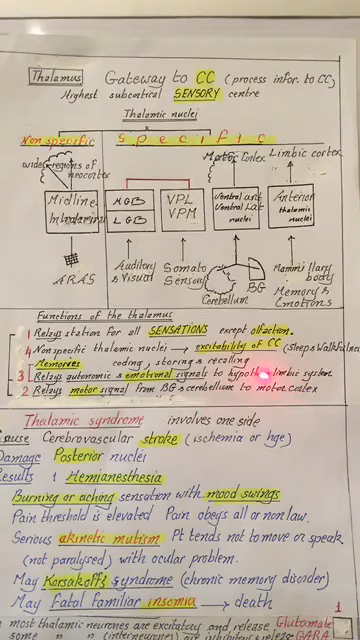 Thalamus Gateway to CC (process infor. to CC)
Highest subcortical SENSORY centre
Thalamic nuclei
Non specific Specific
wide regions of neocortex
Motor Cortex
Limbic cortex
Midline
MGB
LGB
VPL
VPM
Ventral ant
Ventral Lat
nuclei
Anterior
thalamic
nuclei
ARAS
Auditory
& Visual
Somato
Sensory
Cerebellum
BG
Mammillary
body
Memory &
Emotions
Functions of the thalamus
1 Relays station for all SENSATIONS except olfaction.
4 Nonspecific thalamic nuclei → excitability of CC (Sleep & Wakefulness
Memories coding, storing & recalling
3 Relays autonomic & emotional signals to hypoth limbic system
2 Relays motor signal from BG & cerebellum to motor cortex
Thalamic syndrome involves one side
Cause Cerebrovascular stroke (ischemia or hge)
Damage Posterior nuclei
Results 1 Hemianesthesia
Burning or aching sensation with mood swings
Pain threshold is elevated Pain obeys all or non law.
Serious akinetic mutism Pt tends not to move or speak
(not paralysed) with ocular problem.
May Korsakoff's syndrome (chronic memory disorder)
May Fatal familiar insomia → death
1
most thalamic neurones are excitatory and release Glutamate
some " " (interneurones) are inhibitory & release GABA